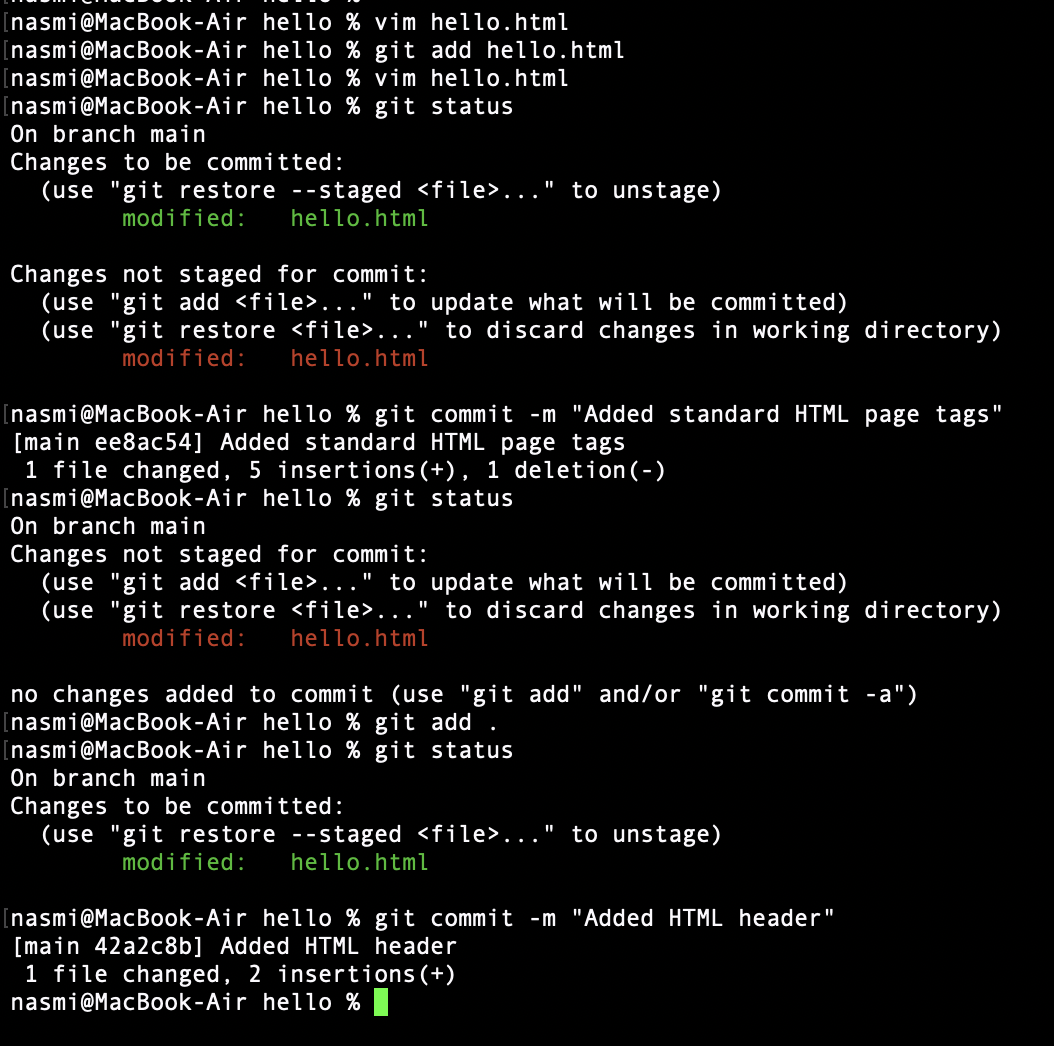 [nasmi@MacBook-Air hello % vim hello.html
[nasmi@MacBook-Air hello % git add hello.html
[nasmi@MacBook-Air hello % vim hello.html
[nasmi@MacBook-Air hello % git status
On branch main
Changes to be committed:
  (use "git restore --staged <file>..." to unstage)
        modified:   hello.html

Changes not staged for commit:
  (use "git add <file>..." to update what will be committed)
  (use "git restore <file>..." to discard changes in working directory)
        modified:   hello.html

[nasmi@MacBook-Air hello % git commit -m "Added standard HTML page tags"
[main ee8ac54] Added standard HTML page tags
 1 file changed, 5 insertions(+), 1 deletion(-)
[nasmi@MacBook-Air hello % git status
On branch main
Changes not staged for commit:
  (use "git add <file>..." to update what will be committed)
  (use "git restore <file>..." to discard changes in working directory)
        modified:   hello.html

no changes added to commit (use "git add" and/or "git commit -a")
[nasmi@MacBook-Air hello % git add .
[nasmi@MacBook-Air hello % git status
On branch main
Changes to be committed:
  (use "git restore --staged <file>..." to unstage)
        modified:   hello.html

[nasmi@MacBook-Air hello % git commit -m "Added HTML header"
[main 42a2c8b] Added HTML header
 1 file changed, 2 insertions(+)
nasmi@MacBook-Air hello %